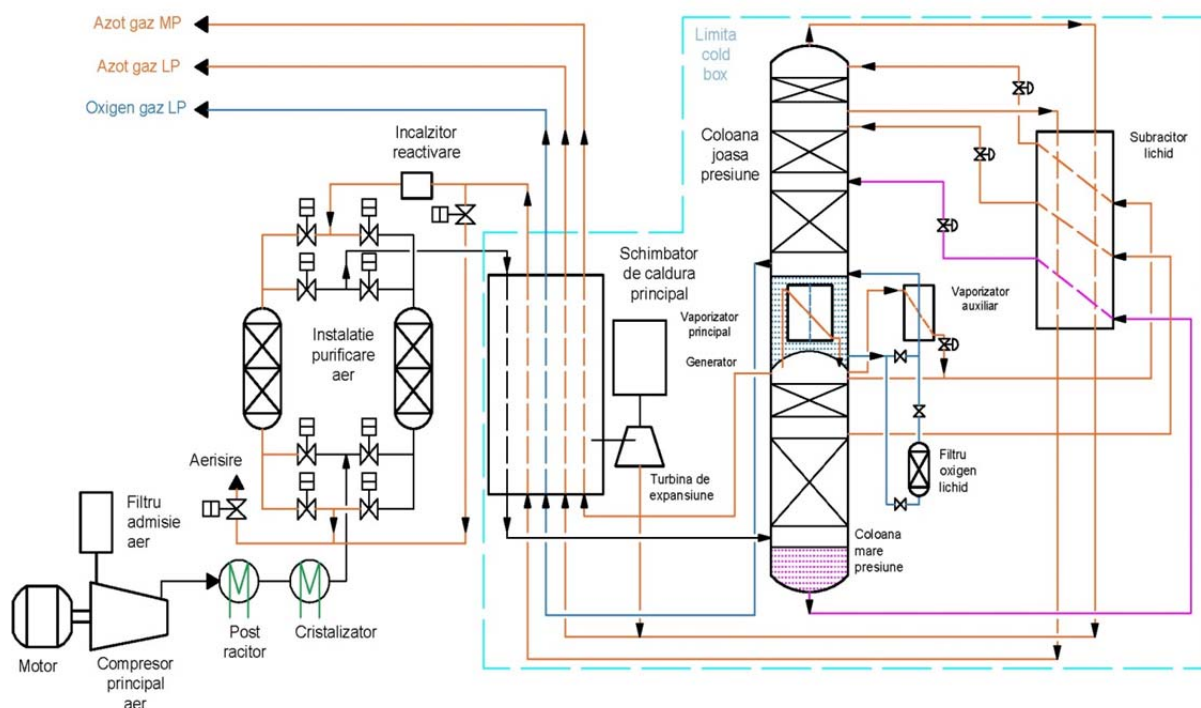 Azot gaz MP
Azot gaz LP
Oxigen gaz LP
Limita
cold
box
Incalzitor
reactivare
Coloana
joasa
presiune
Subracitor
lichid
Schimbator
de caldura
principal
Vaporizator
principal
Vaporizator
auxiliar
Generator
Instalatie
purificare
aer
Aerisire
Turbina de
expansiune
Filtru
oxigen
lichid
Filtru
admisie
aer
Coloana
mare
presiune
Post
racitor
Cristalizator
Motor
Compresor
principal
aer